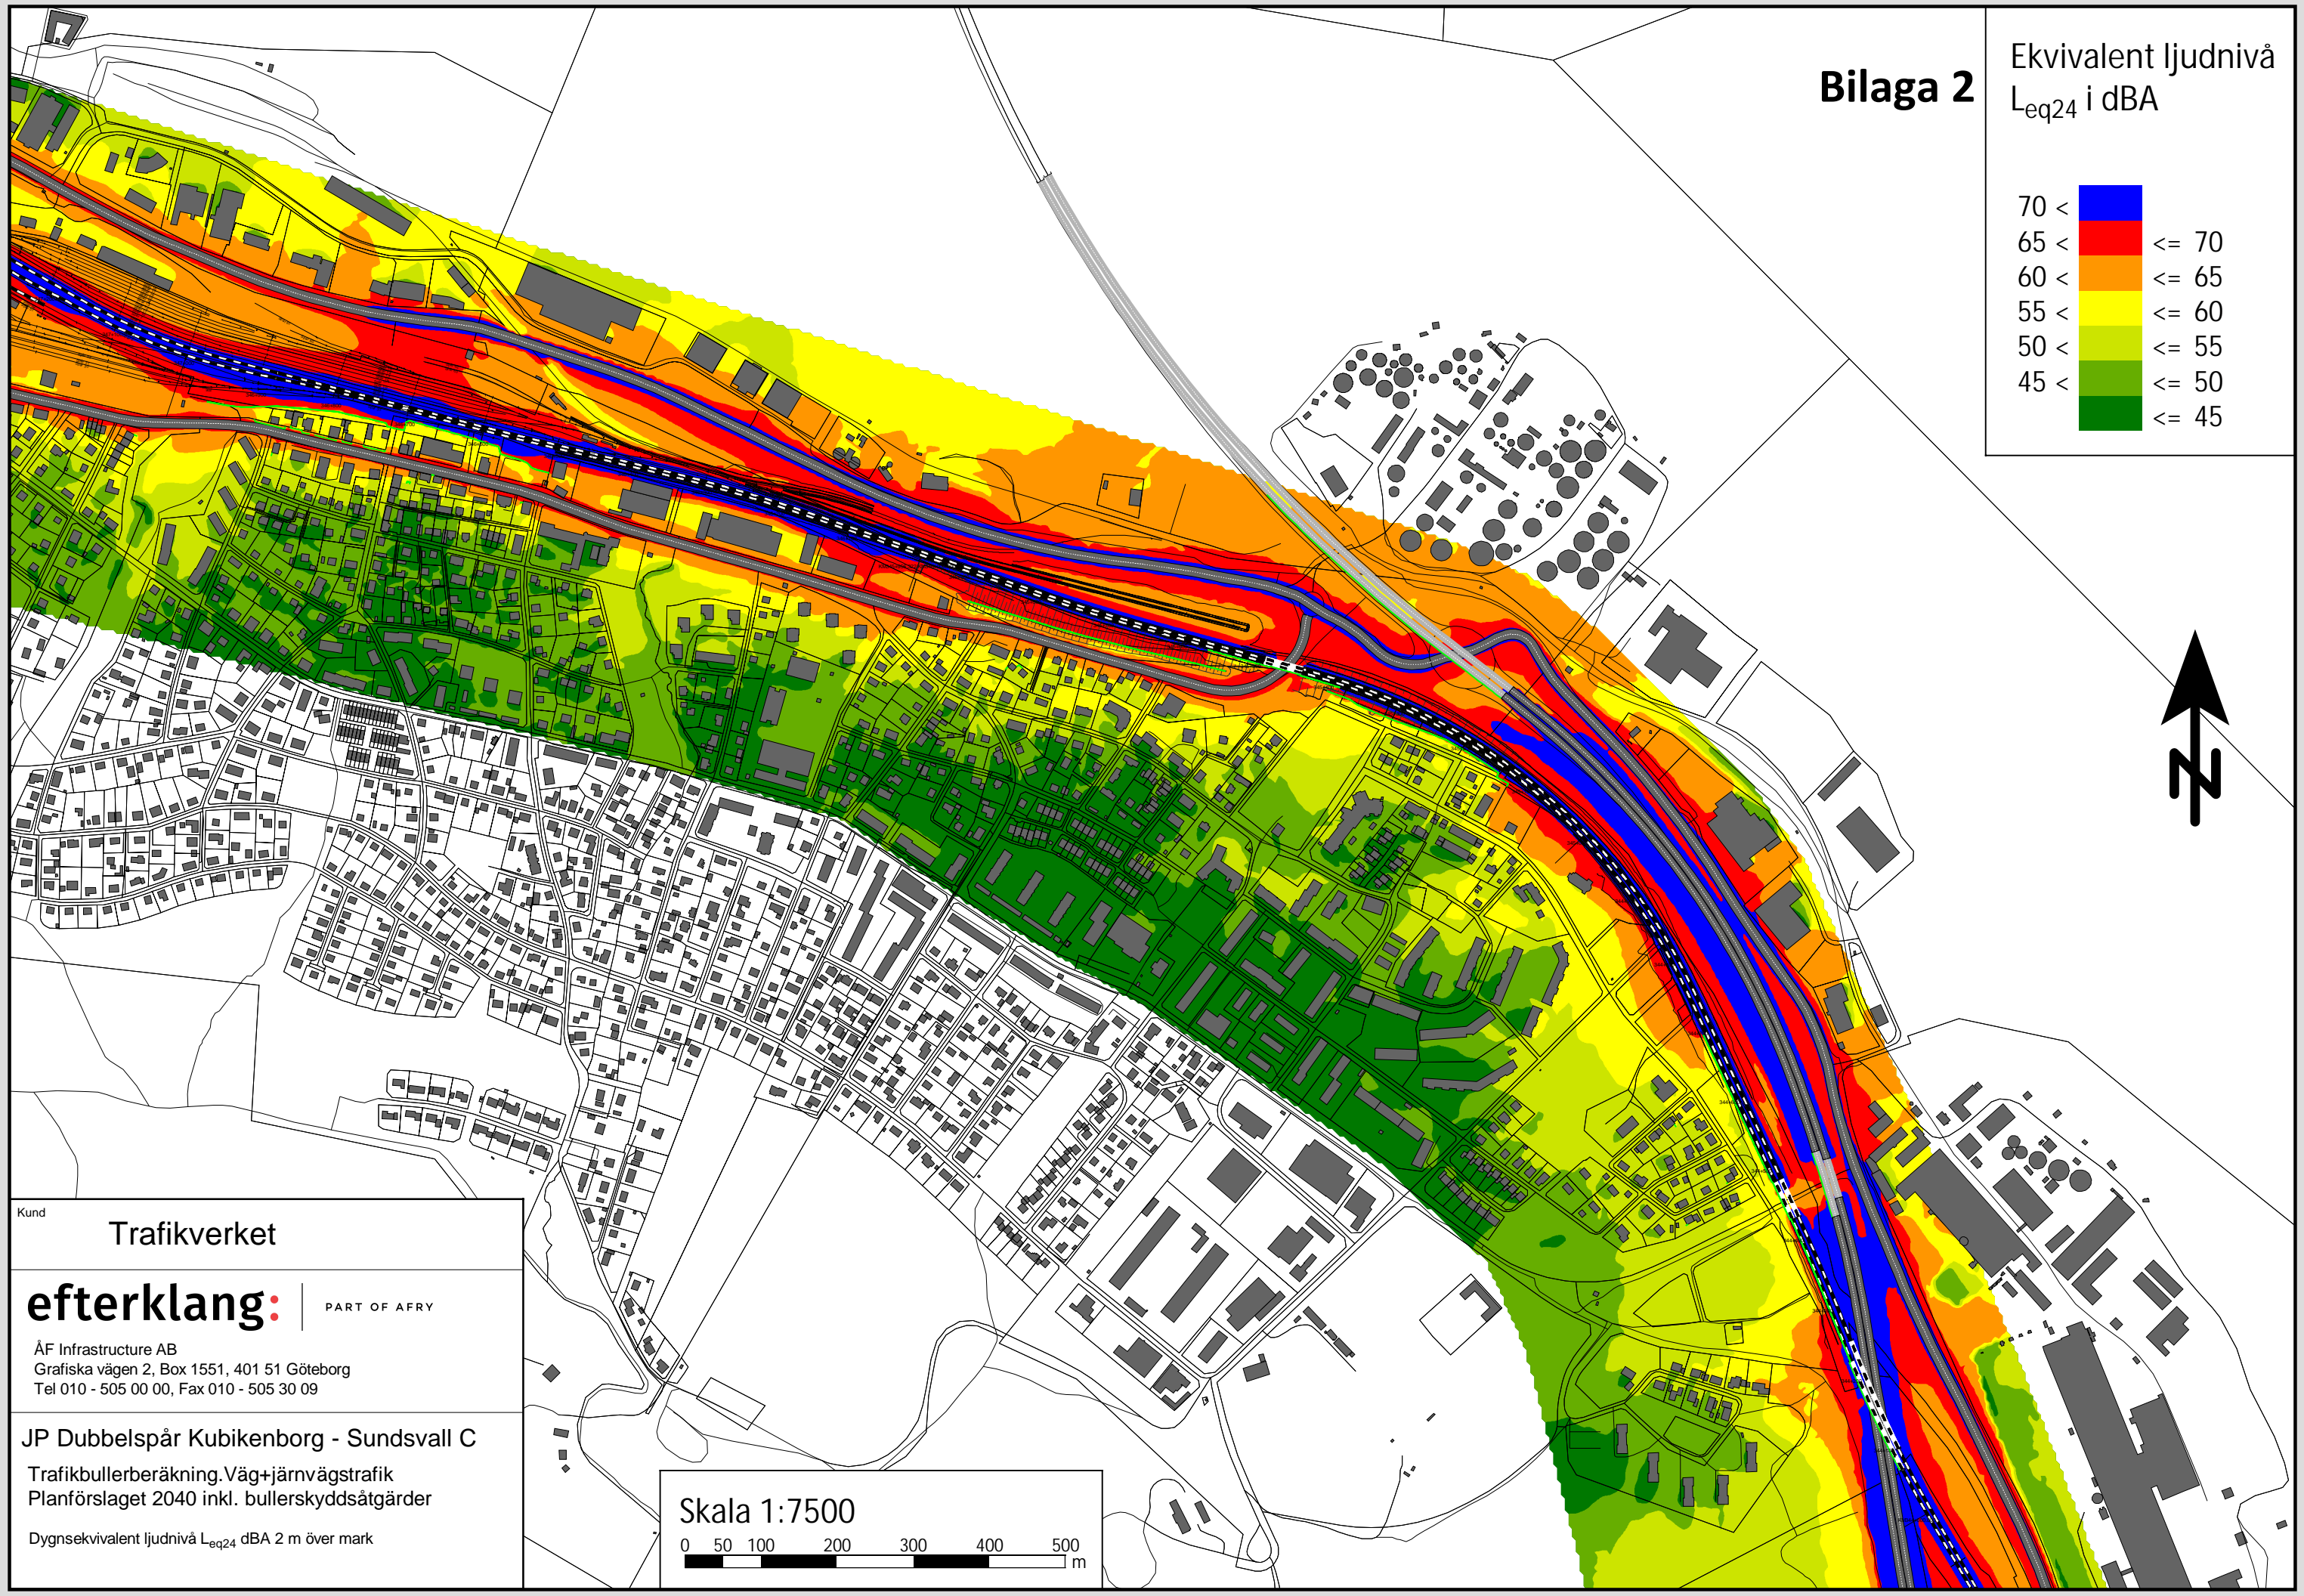 Bilaga 2
Ekvivalent ljudnivå
Leq24 i dBA
70 <
65 < <= 70
60 < <= 65
55 < <= 60
50 < <= 55
45 < <= 50
<= 45
N
Kund
Trafikverket
efterklang: PART OF AFRY
ÅF Infrastructure AB
Grafiska vägen 2, Box 1551, 401 51 Göteborg
Tel 010 - 505 00 00, Fax 010 - 505 30 09
JP Dubbelspår Kubikenborg - Sundsvall C
Trafikbullerberäkning.Väg+järnvägstrafik
Planförslaget 2040 inkl. bullerskyddsåtgärder
Dygnsekvivalent ljudnivå Leq24 dBA 2 m över mark
Skala 1:7500
0 50 100 200 300 400 500
m